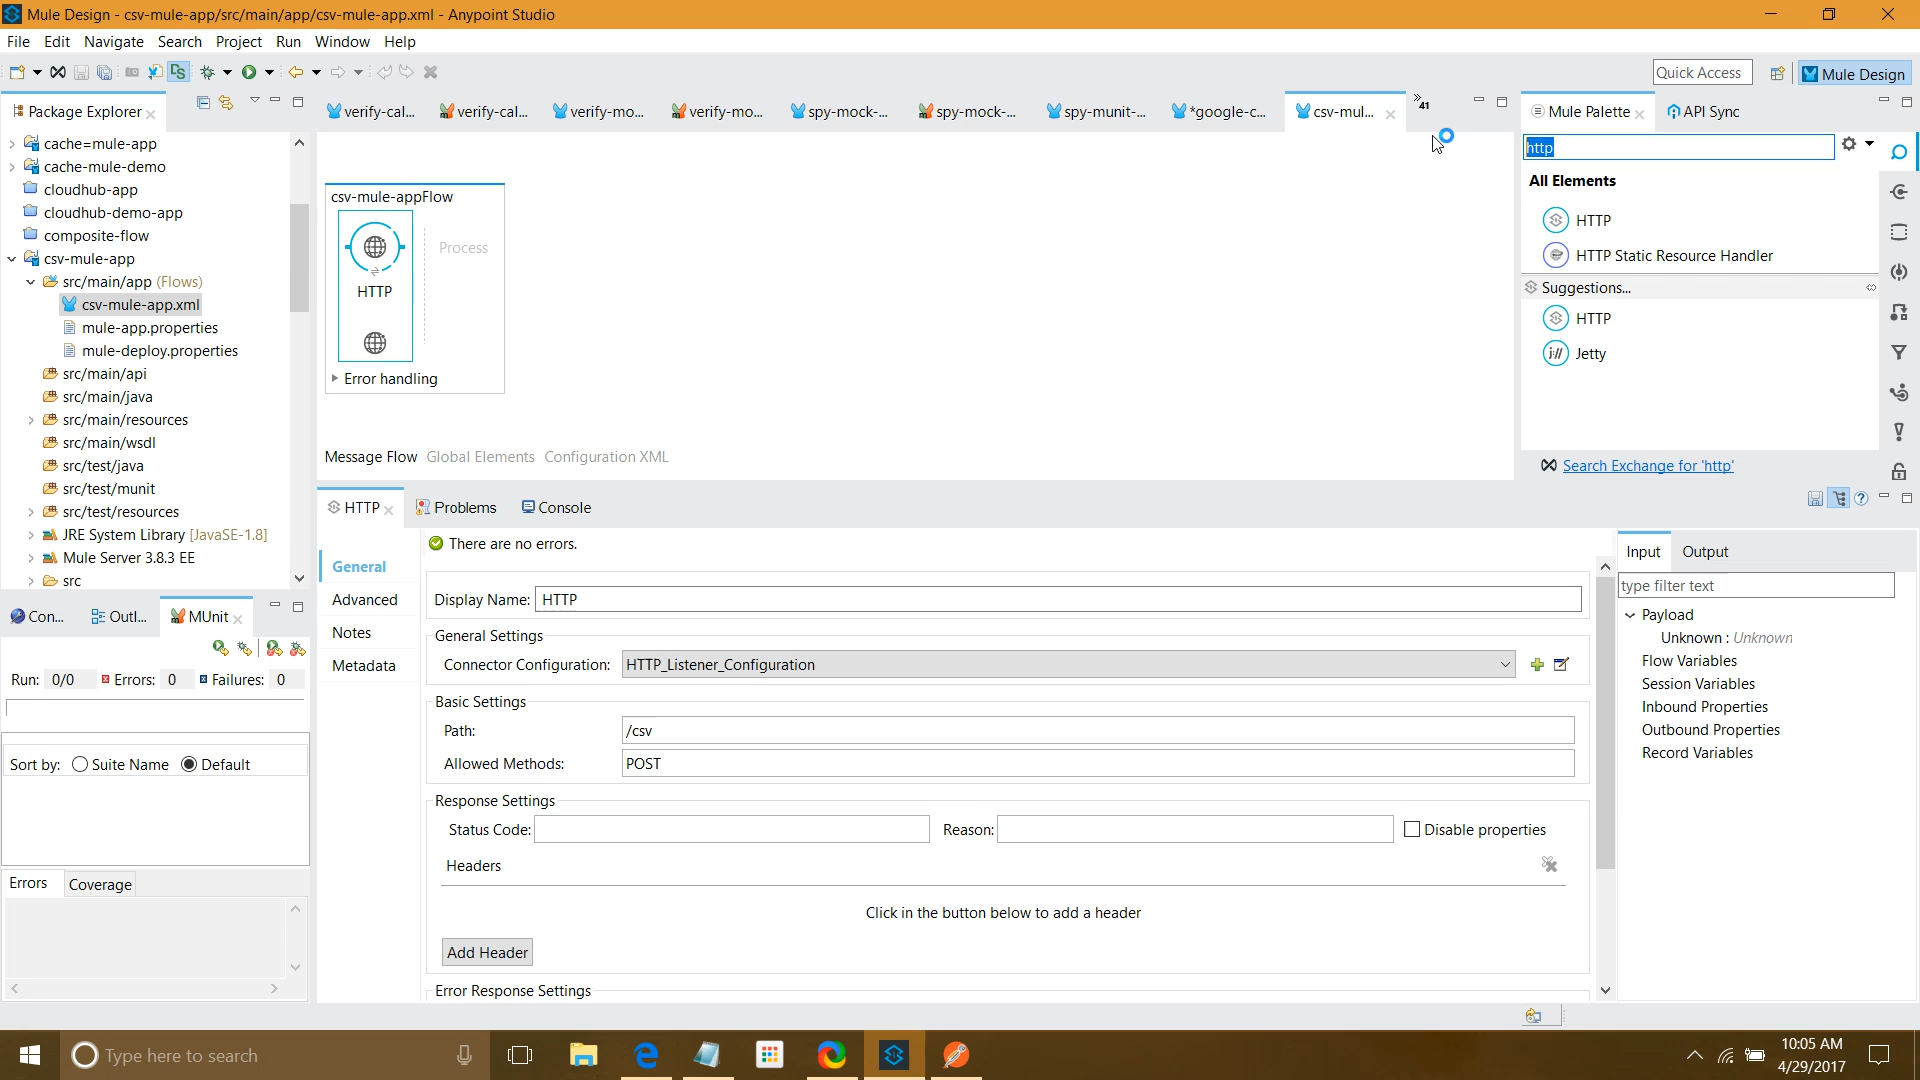 Mule Design - csv-mule-app/src/main/app/csv-mule-app.xml - Anypoint Studio
File Edit Navigate Search Project Run Window Help
Quick Access
Mule Design
Package Explorer
cache=mule-app
cache-mule-demo
cloudhub-app
cloudhub-demo-app
composite-flow
csv-mule-app
src/main/app (Flows)
csv-mule-app.xml
mule-app.properties
mule-deploy.properties
src/main/api
src/main/java
src/main/resources
src/main/wsdl
src/test/java
src/test/munit
src/test/resources
JRE System Library [JavaSE-1.8]
Mule Server 3.8.3 EE
src
Con... Outl... MUnit
Run: 0/0 Errors: 0 Failures: 0
Sort by: Suite Name Default
Errors Coverage
verify-cal... verify-cal... verify-mo... verify-mo... spy-mock-... spy-mock-... spy-munit-... *google-c... csv-mul... »41
csv-mule-appFlow
HTTP
Process
Error handling
Message Flow Global Elements Configuration XML
HTTP Problems Console
There are no errors.
General
Advanced
Notes
Metadata
Display Name: HTTP
General Settings
Connector Configuration: HTTP_Listener_Configuration
Basic Settings
Path: /csv
Allowed Methods: POST
Response Settings
Status Code: Reason: Disable properties
Headers
Click in the button below to add a header
Add Header
Error Response Settings
Mule Palette API Sync
http
All Elements
HTTP
HTTP Static Resource Handler
Suggestions...
HTTP
Jetty
Search Exchange for 'http'
Input Output
type filter text
Payload
Unknown : Unknown
Flow Variables
Session Variables
Inbound Properties
Outbound Properties
Record Variables
Type here to search
10:05 AM
4/29/2017